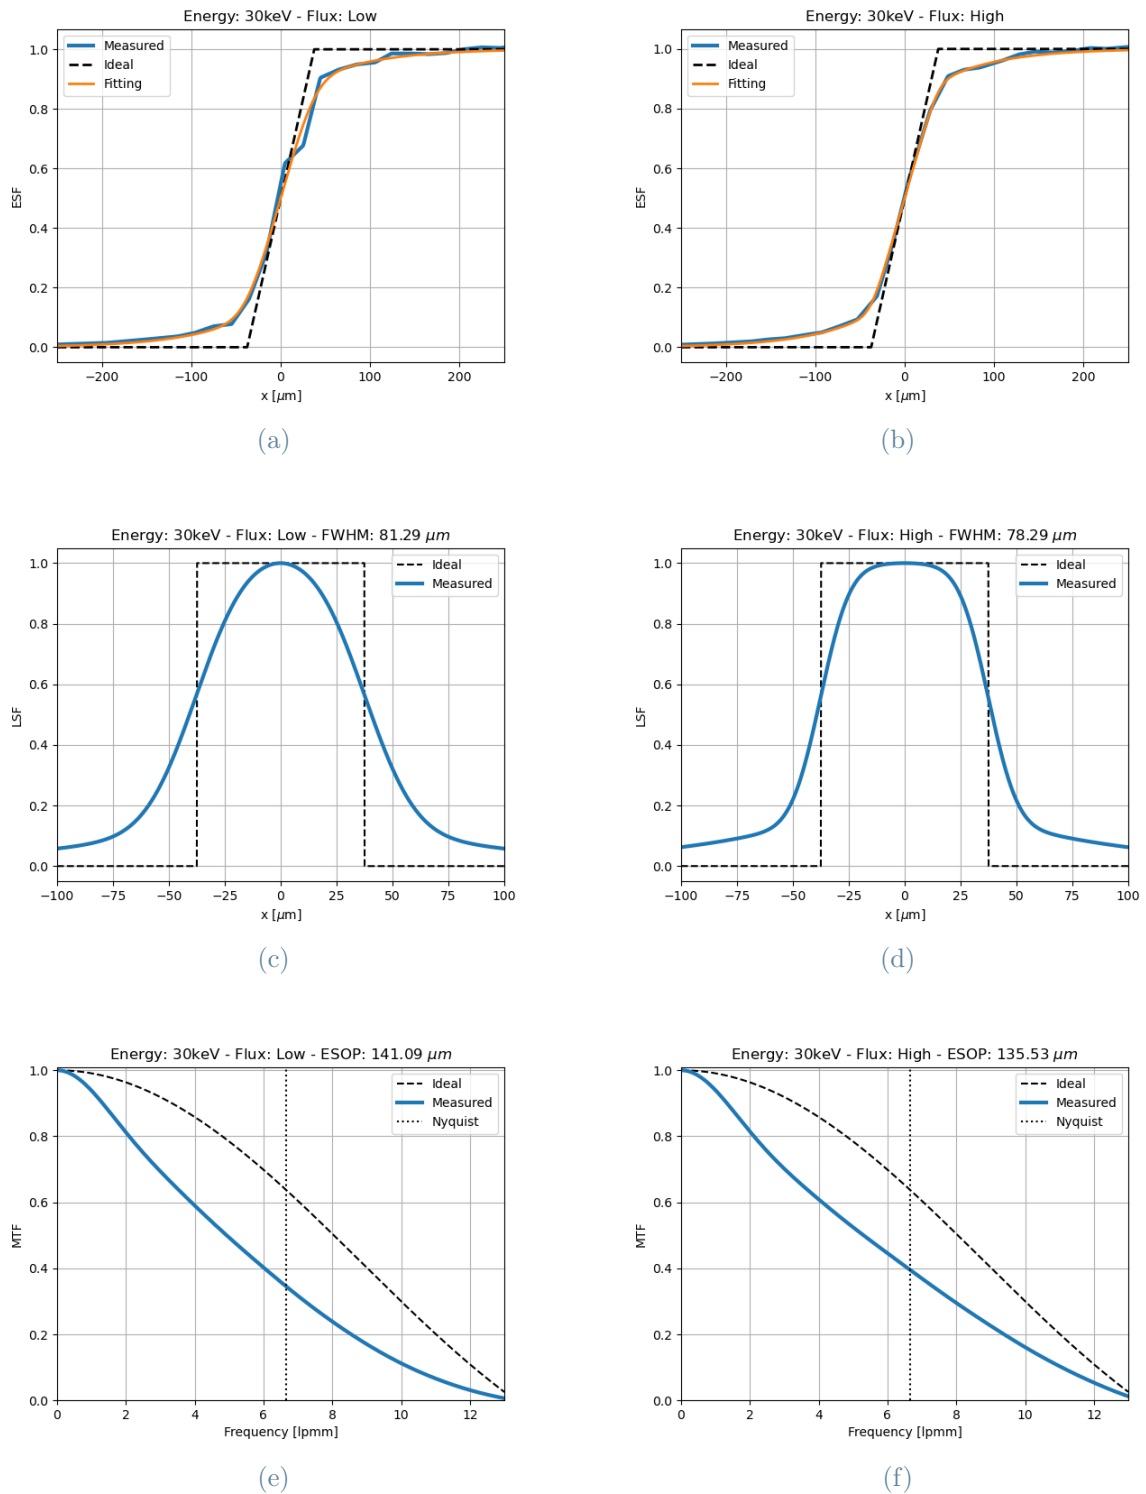 Energy: 30keV - Flux: Low
1.0
0.8
0.6
0.4
0.2
0.0
ESF
Measured
Ideal
Fitting
−200
−100
0
100
200
x [μm]
(a)
Energy: 30keV - Flux: High
1.0
0.8
0.6
0.4
0.2
0.0
ESF
Measured
Ideal
Fitting
−200
−100
0
100
200
x [μm]
(b)
Energy: 30keV - Flux: Low - FWHM: 81.29 μm
1.0
0.8
0.6
0.4
0.2
0.0
LSF
Ideal
Measured
−100
−75
−50
−25
0
25
50
75
100
x [μm]
(c)
Energy: 30keV - Flux: High - FWHM: 78.29 μm
1.0
0.8
0.6
0.4
0.2
0.0
LSF
Ideal
Measured
−100
−75
−50
−25
0
25
50
75
100
x [μm]
(d)
Energy: 30keV - Flux: Low - ESOP: 141.09 μm
1.0
0.8
0.6
0.4
0.2
0.0
MTF
Ideal
Measured
Nyquist
0
2
4
6
8
10
12
Frequency [lpmm]
(e)
Energy: 30keV - Flux: High - ESOP: 135.53 μm
1.0
0.8
0.6
0.4
0.2
0.0
MTF
Ideal
Measured
Nyquist
0
2
4
6
8
10
12
Frequency [lpmm]
(f)